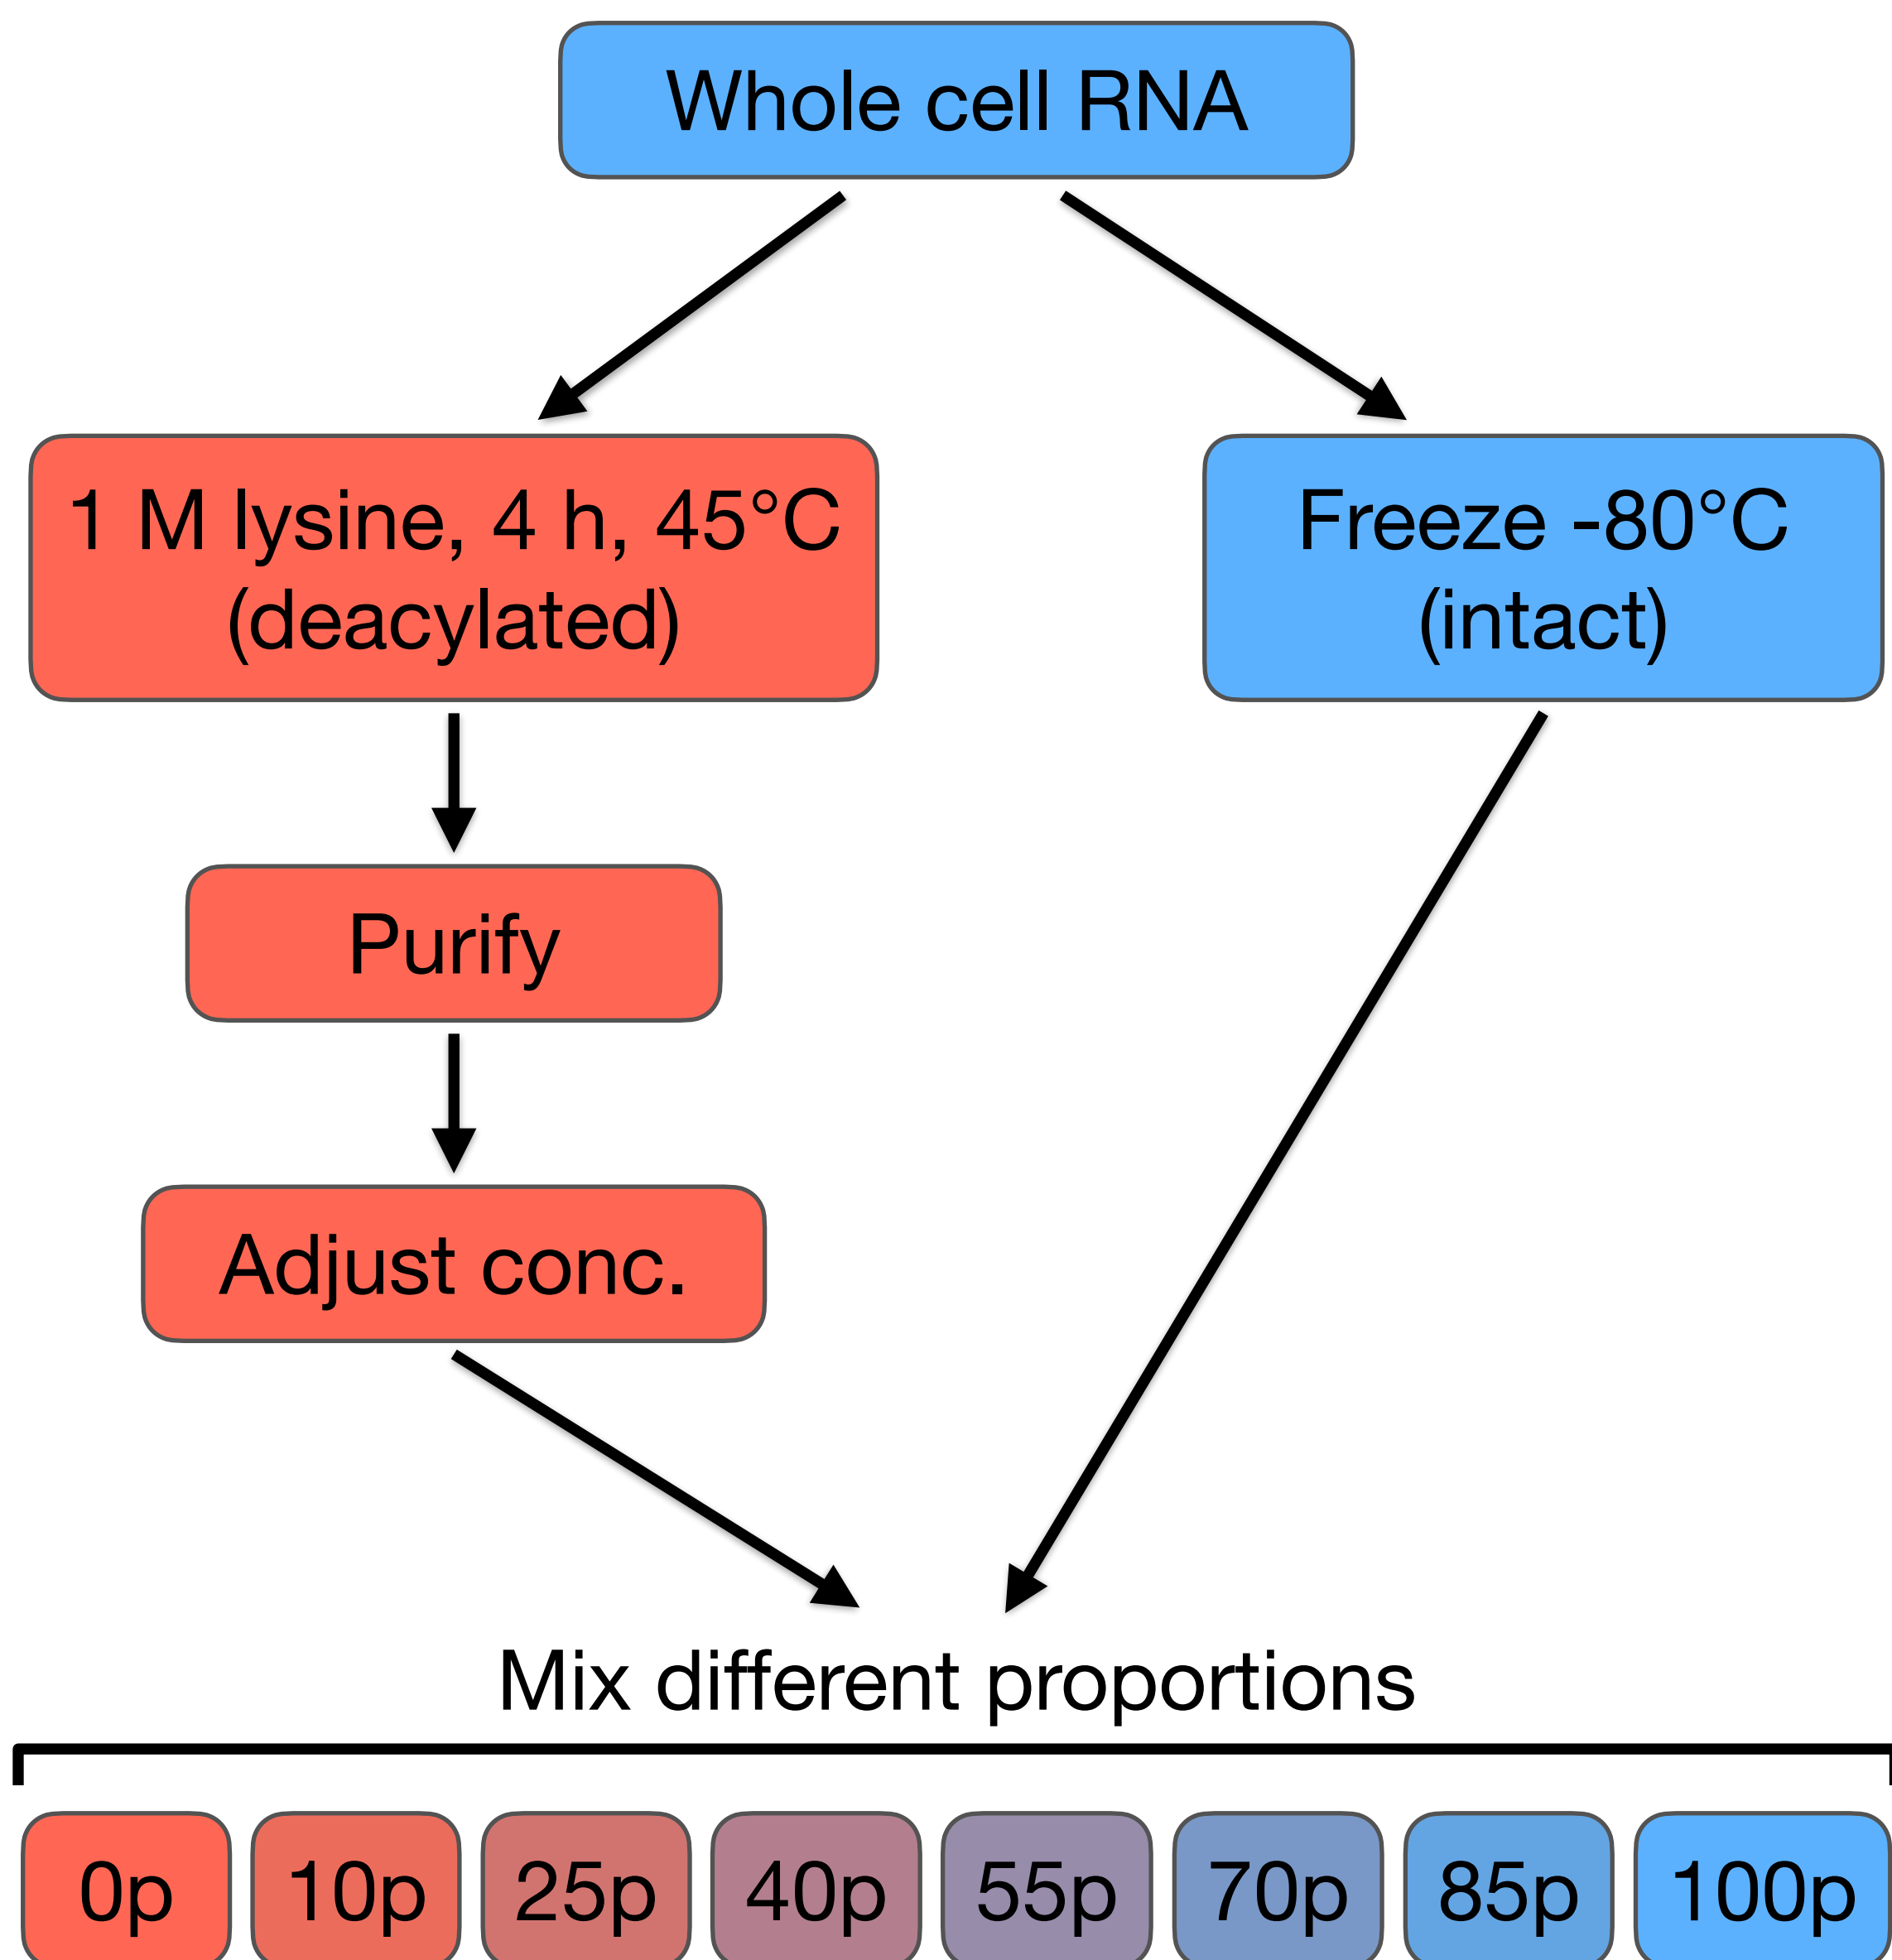 Whole cell RNA
1 M lysine, 4 h, 45°C
(deacylated)
Freeze -80°C
(intact)
Purify
Adjust conc.
Mix different proportions
0p 10p 25p 40p 55p 70p 85p 100p